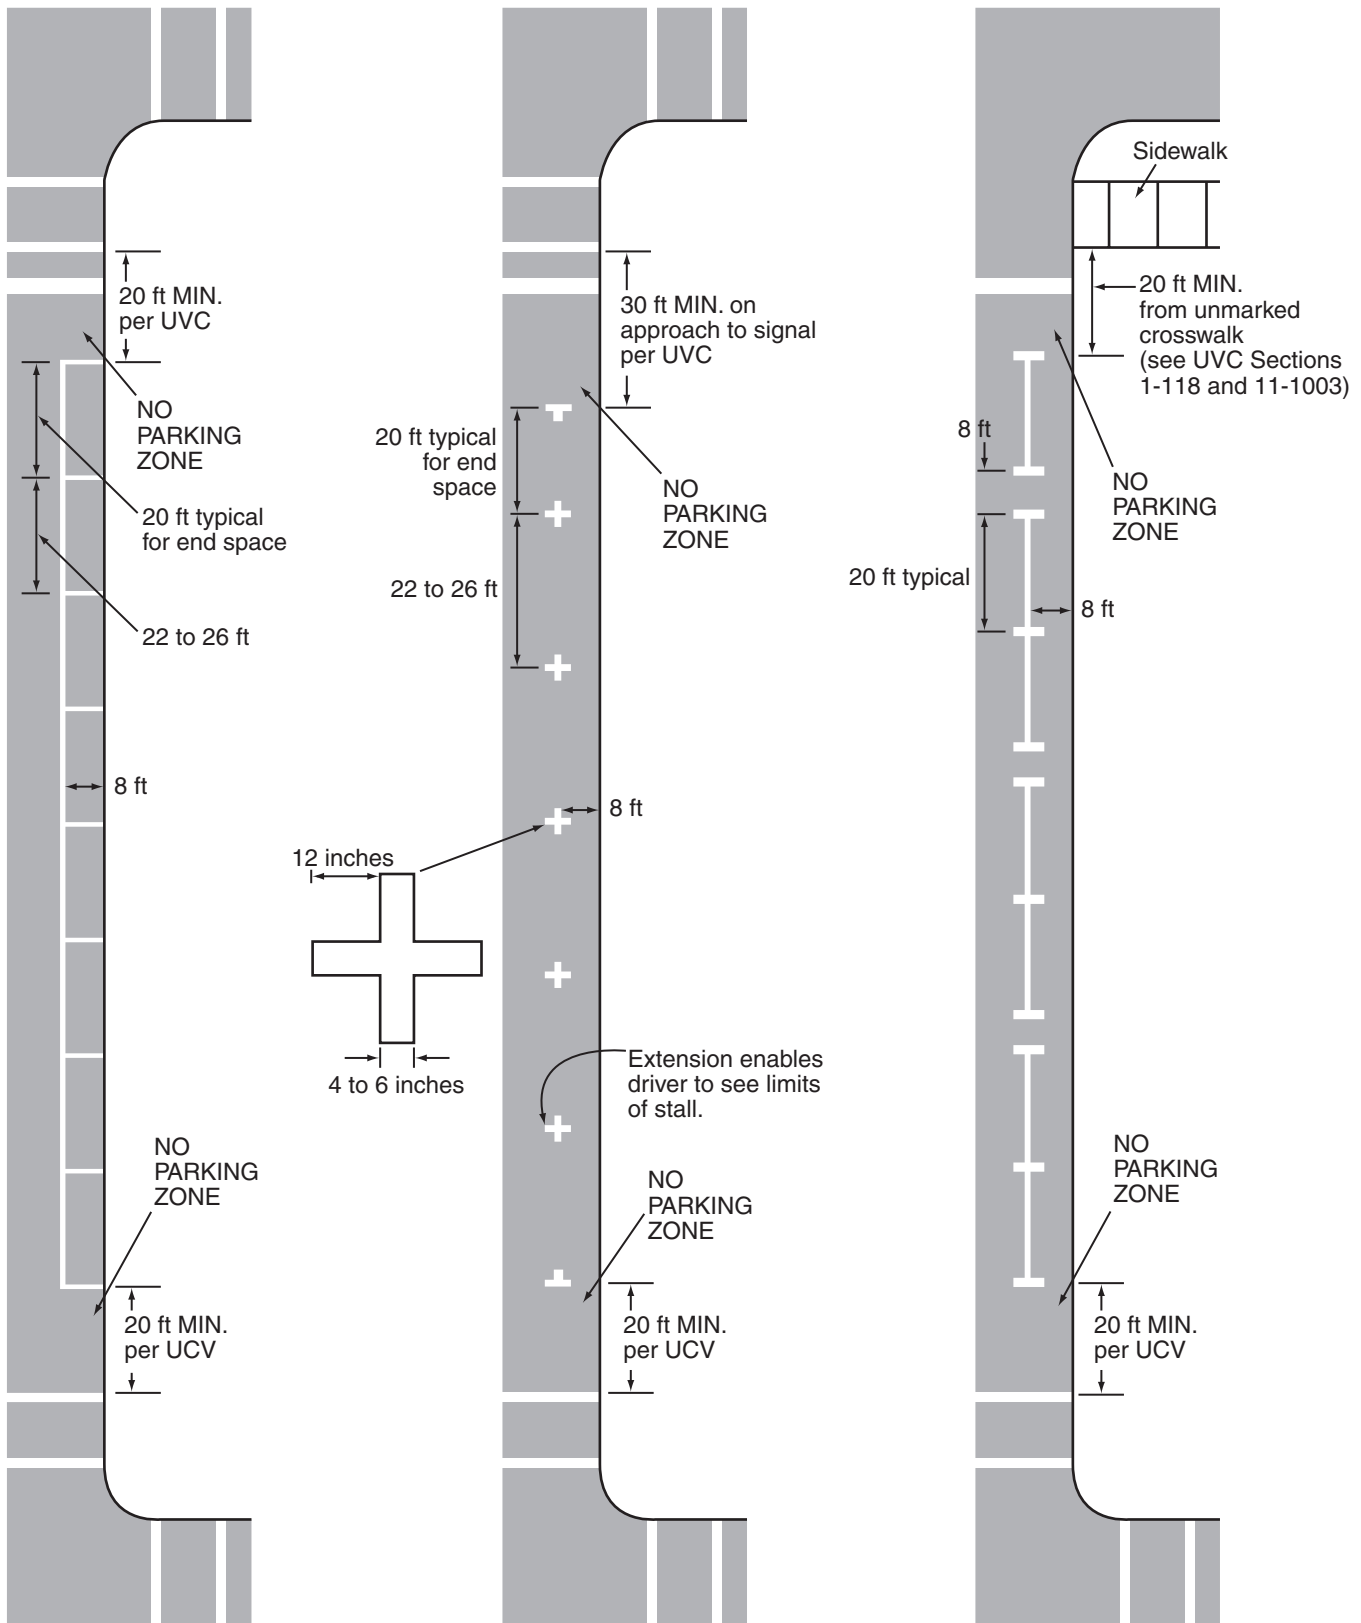 20 ft MIN.
per UVC
NO
PARKING
ZONE
20 ft typical
for end space
22 to 26 ft
8 ft
NO
PARKING
ZONE
20 ft MIN.
per UCV
30 ft MIN. on
approach to signal
per UVC
20 ft typical
for end
space
NO
PARKING
ZONE
22 to 26 ft
8 ft
12 inches
4 to 6 inches
Extension enables
driver to see limits
of stall.
NO
PARKING
ZONE
20 ft MIN.
per UCV
Sidewalk
20 ft MIN.
from unmarked
crosswalk
(see UVC Sections
1-118 and 11-1003)
8 ft
NO
PARKING
ZONE
20 ft typical
8 ft
NO
PARKING
ZONE
20 ft MIN.
per UCV